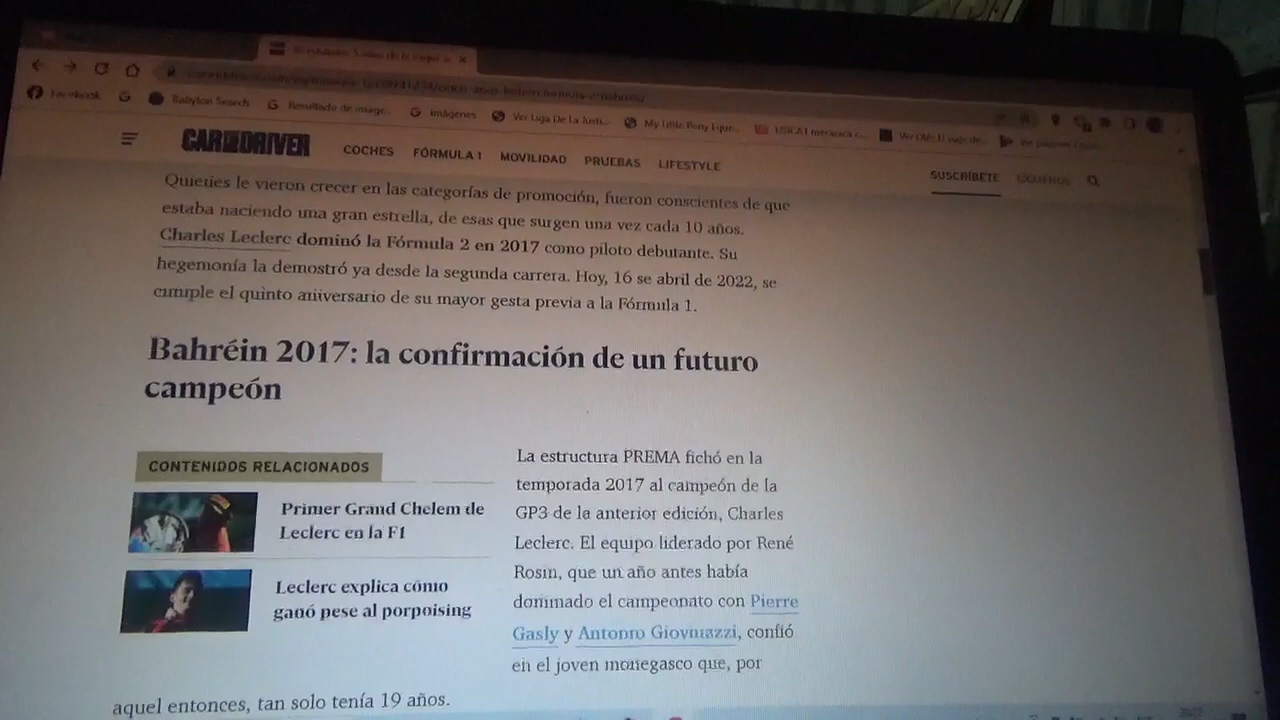 Facebook
Babylon Search
Resultado de image...
Imágenes
Ver Liga De La Justi...
My Little Pony Eque...
CAR AND DRIVER
COCHES FÓRMULA 1 MOVILIDAD PRUEBAS LIFESTYLE
SUSCRÍBETE SÍGUENOS
Quienes le vieron crecer en las categorías de promoción, fueron conscientes de que
estaba naciendo una gran estrella, de esas que surgen una vez cada 10 años.
Charles Leclerc dominó la Fórmula 2 en 2017 como piloto debutante. Su
hegemonía la demostró ya desde la segunda carrera. Hoy, 16 se abril de 2022, se
cumple el quinto aniversario de su mayor gesta previa a la Fórmula 1.
Bahréin 2017: la confirmación de un futuro
campeón
CONTENIDOS RELACIONADOS
Primer Grand Chelem de
Leclerc en la F1
Leclerc explica cómo
ganó pese al porpoising
La estructura PREMA fichó en la
temporada 2017 al campeón de la
GP3 de la anterior edición, Charles
Leclerc. El equipo liderado por René
Rosin, que un año antes había
dominado el campeonato con Pierre
Gasly y Antonio Giovinazzi, confió
en el joven monegasco que, por
aquel entonces, tan solo tenía 19 años.